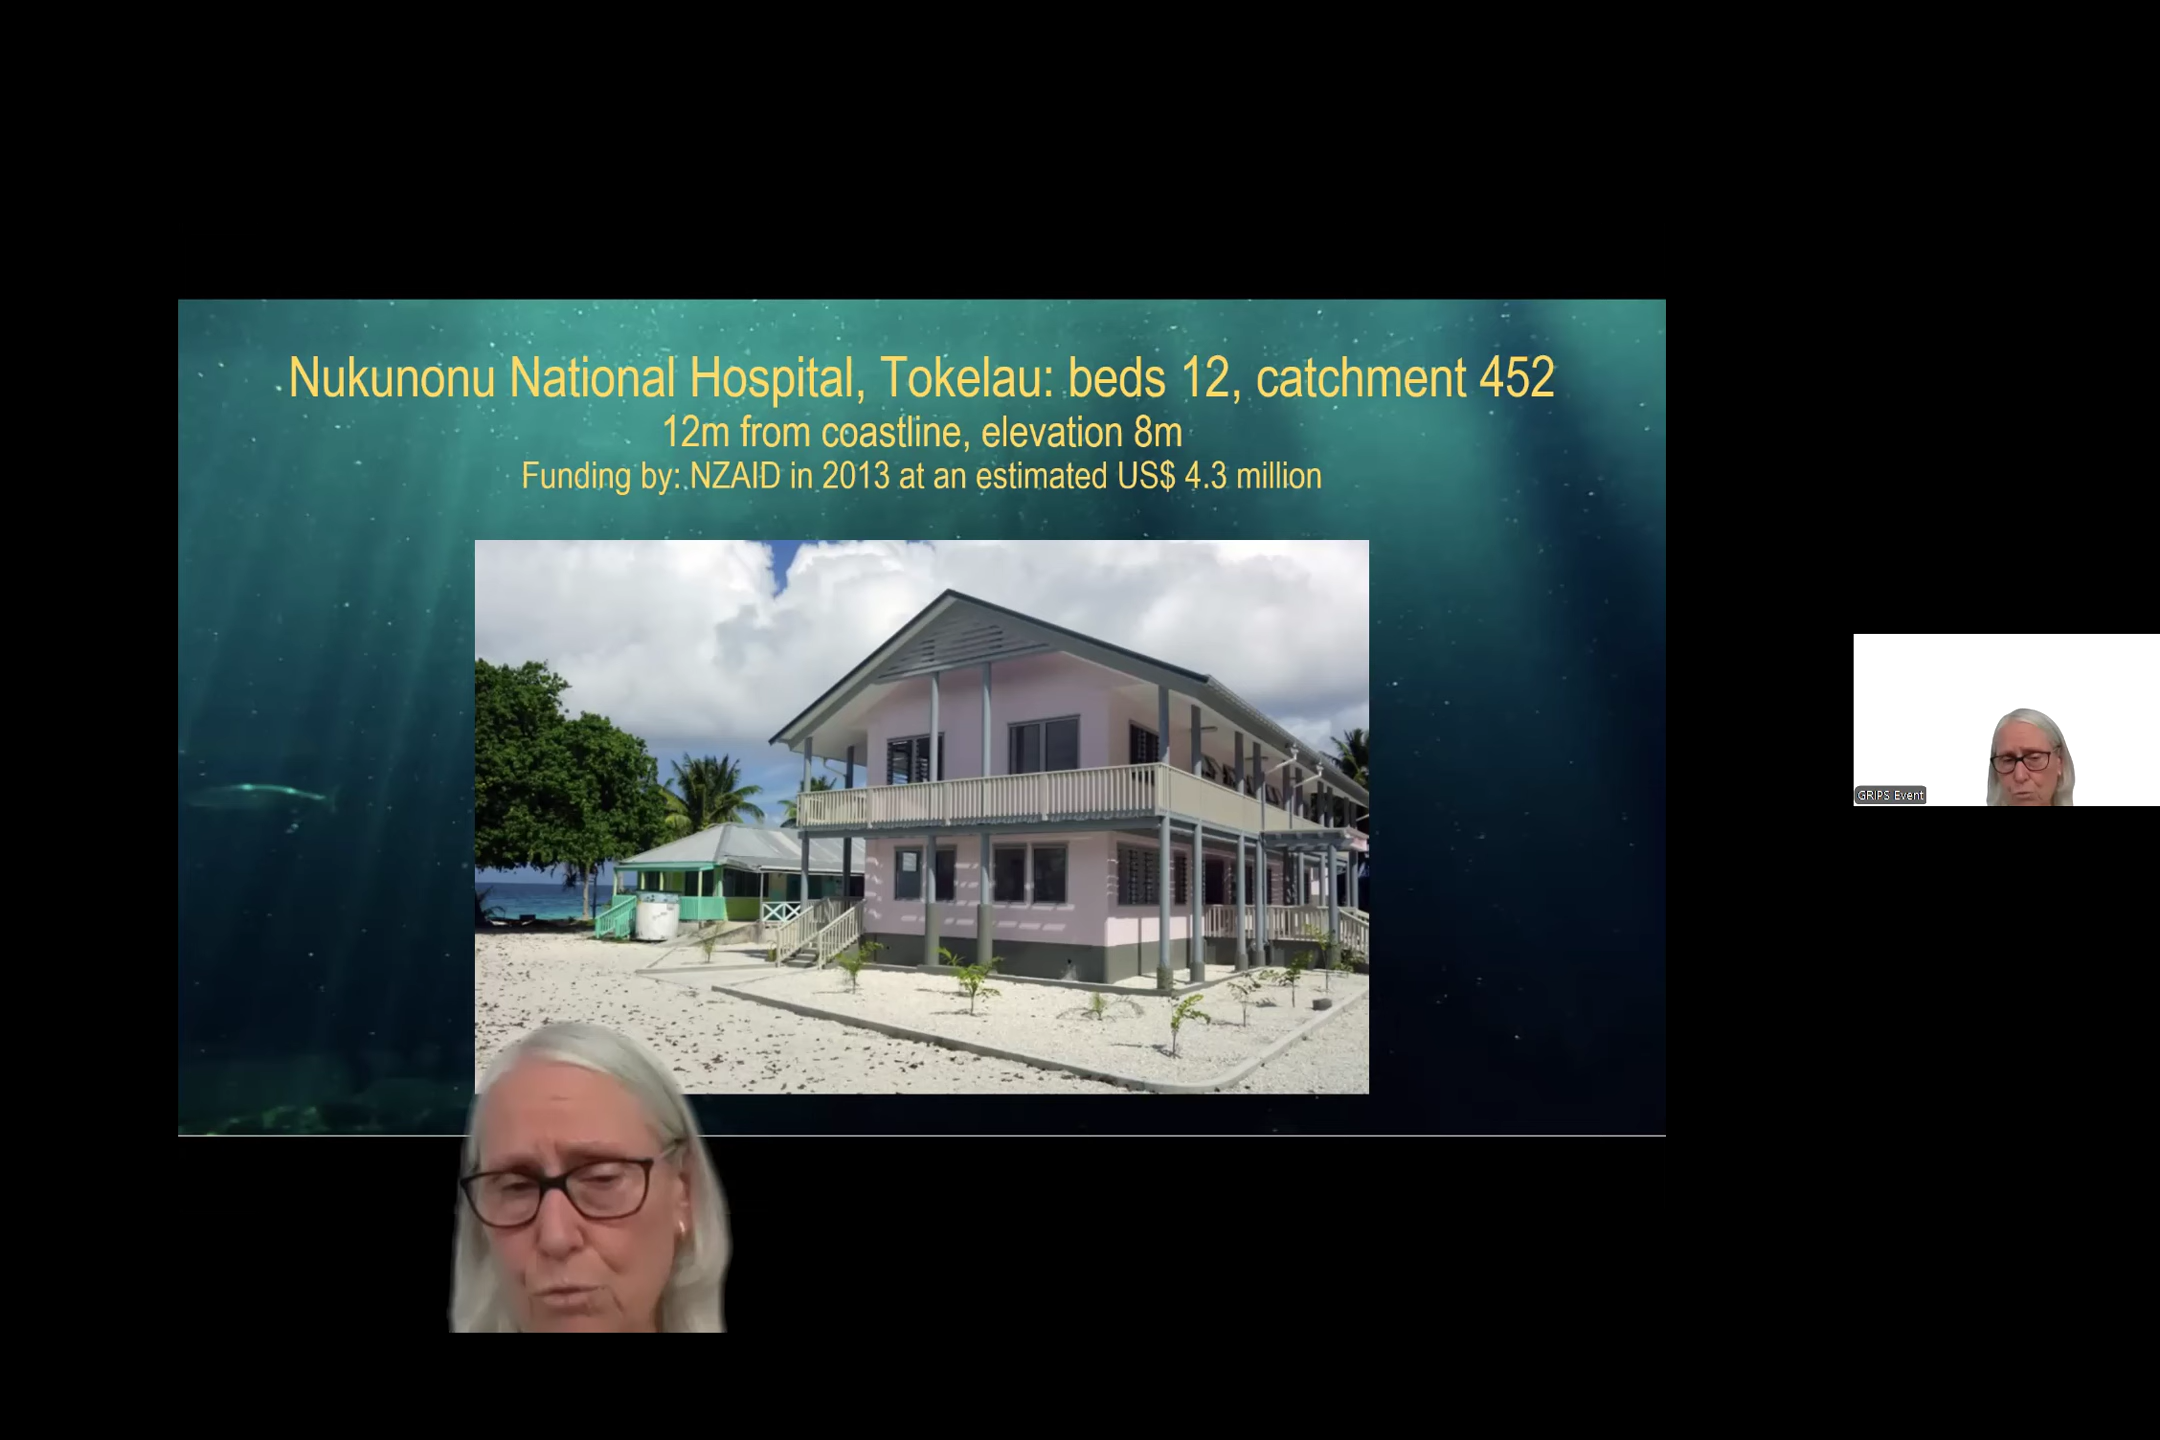 Nukunonu National Hospital, Tokelau: beds 12, catchment 452
12m from coastline, elevation 8m
Funding by: NZAID in 2013 at an estimated US$ 4.3 million
GRIPS Event